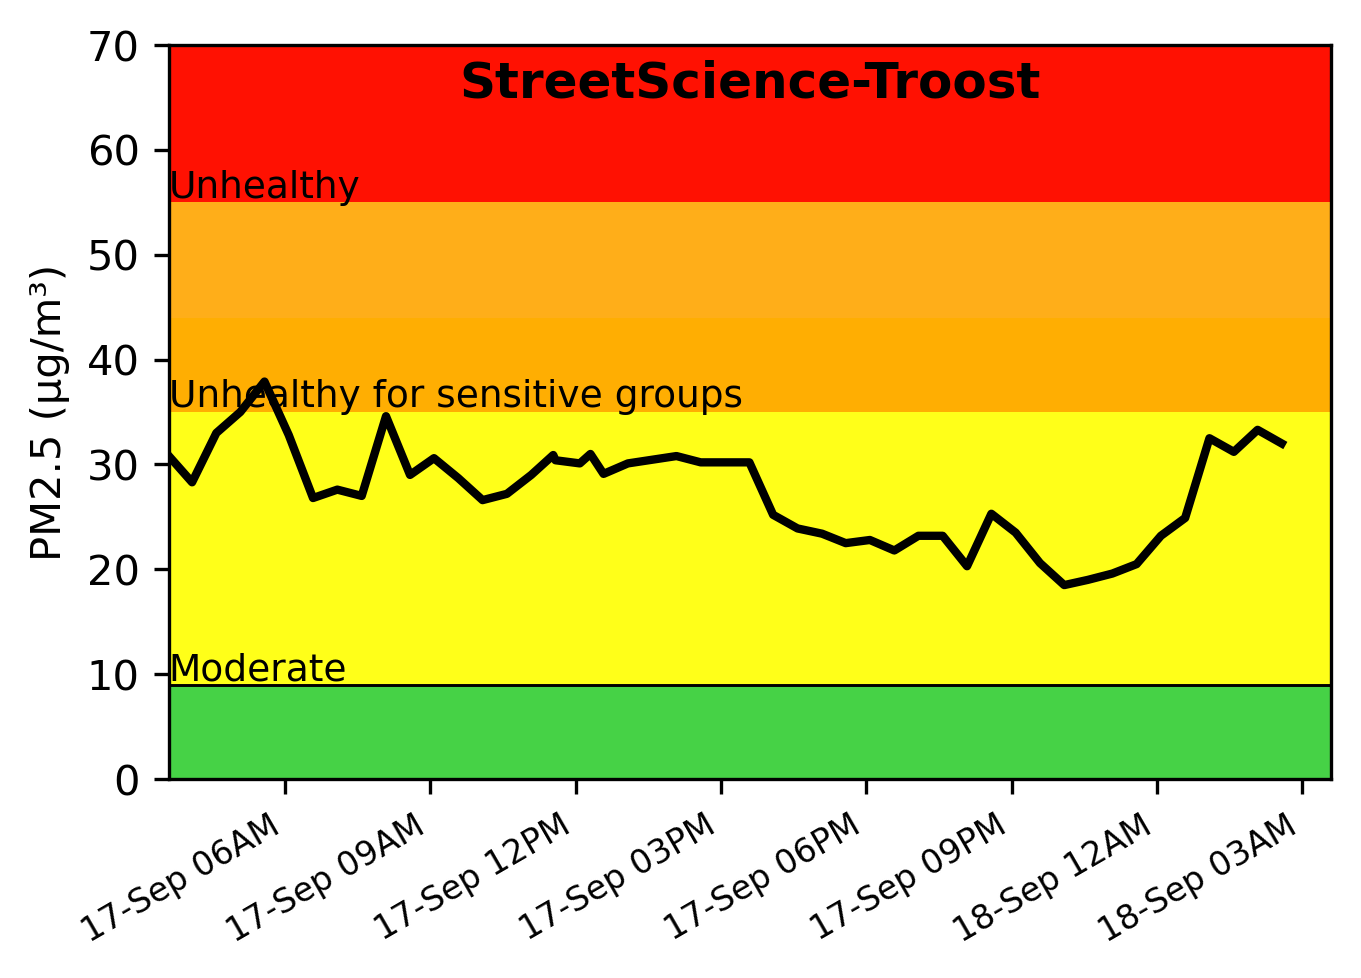 StreetScience-Troost
PM2.5 (µg/m³)
70
60
50
40
30
20
10
0
Unhealthy
Unhealthy for sensitive groups
Moderate
17-Sep 06AM
17-Sep 09AM
17-Sep 12PM
17-Sep 03PM
17-Sep 06PM
17-Sep 09PM
18-Sep 12AM
18-Sep 03AM